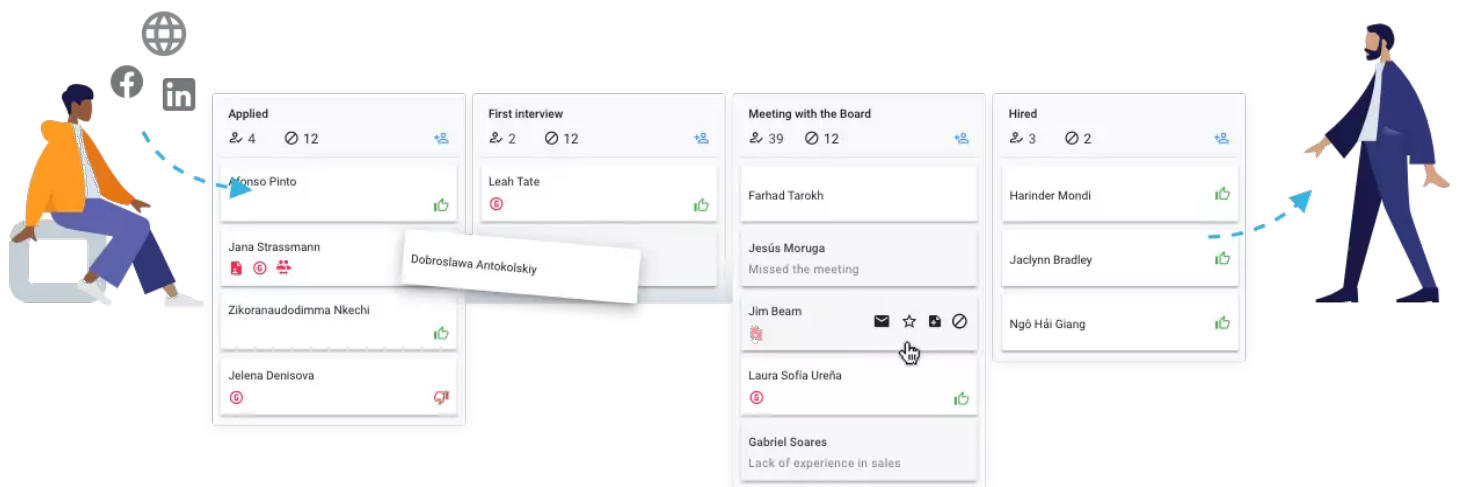 Applied
4 12
Afonso Pinto
Jana Strassmann
Zikoranaudodimma Nkechi
Jelena Denisova
First interview
2 12
Leah Tate
Dobroslawa Antokolskiy
Meeting with the Board
39 12
Farhad Tarokh
Jesús Moruga
Missed the meeting
Jim Beam
Laura Sofía Ureña
Gabriel Soares
Lack of experience in sales
Hired
3 2
Harinder Mondi
Jaclynn Bradley
Ngô Hải Giang